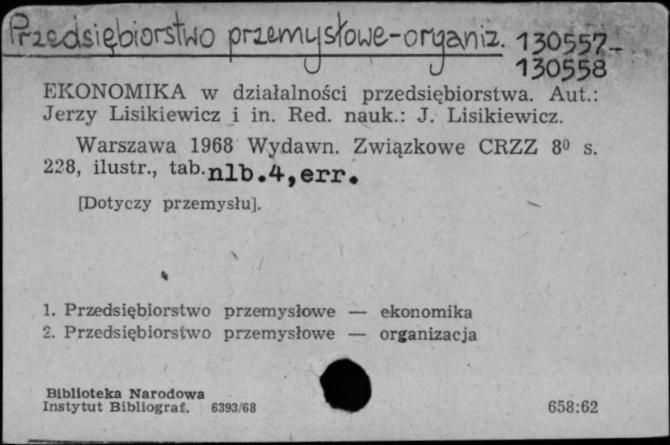 Przedsiębiorstwo przemysłowe-organiz. 130557-
130558
EKONOMIKA w działalności przedsiębiorstwa. Aut.:
Jerzy Lisikiewicz i in. Red. nauk.: J. Lisikiewicz.
Warszawa 1968 Wydawn. Związkowe CRZZ 8⁰ s.
228, ilustr., tab. nlb.4,err.
[Dotyczy przemysłu].
1. Przedsiębiorstwo przemysłowe — ekonomika
2. Przedsiębiorstwo przemysłowe — organizacja
Biblioteka Narodowa
Instytut Bibliograf. 6393/68 658:62